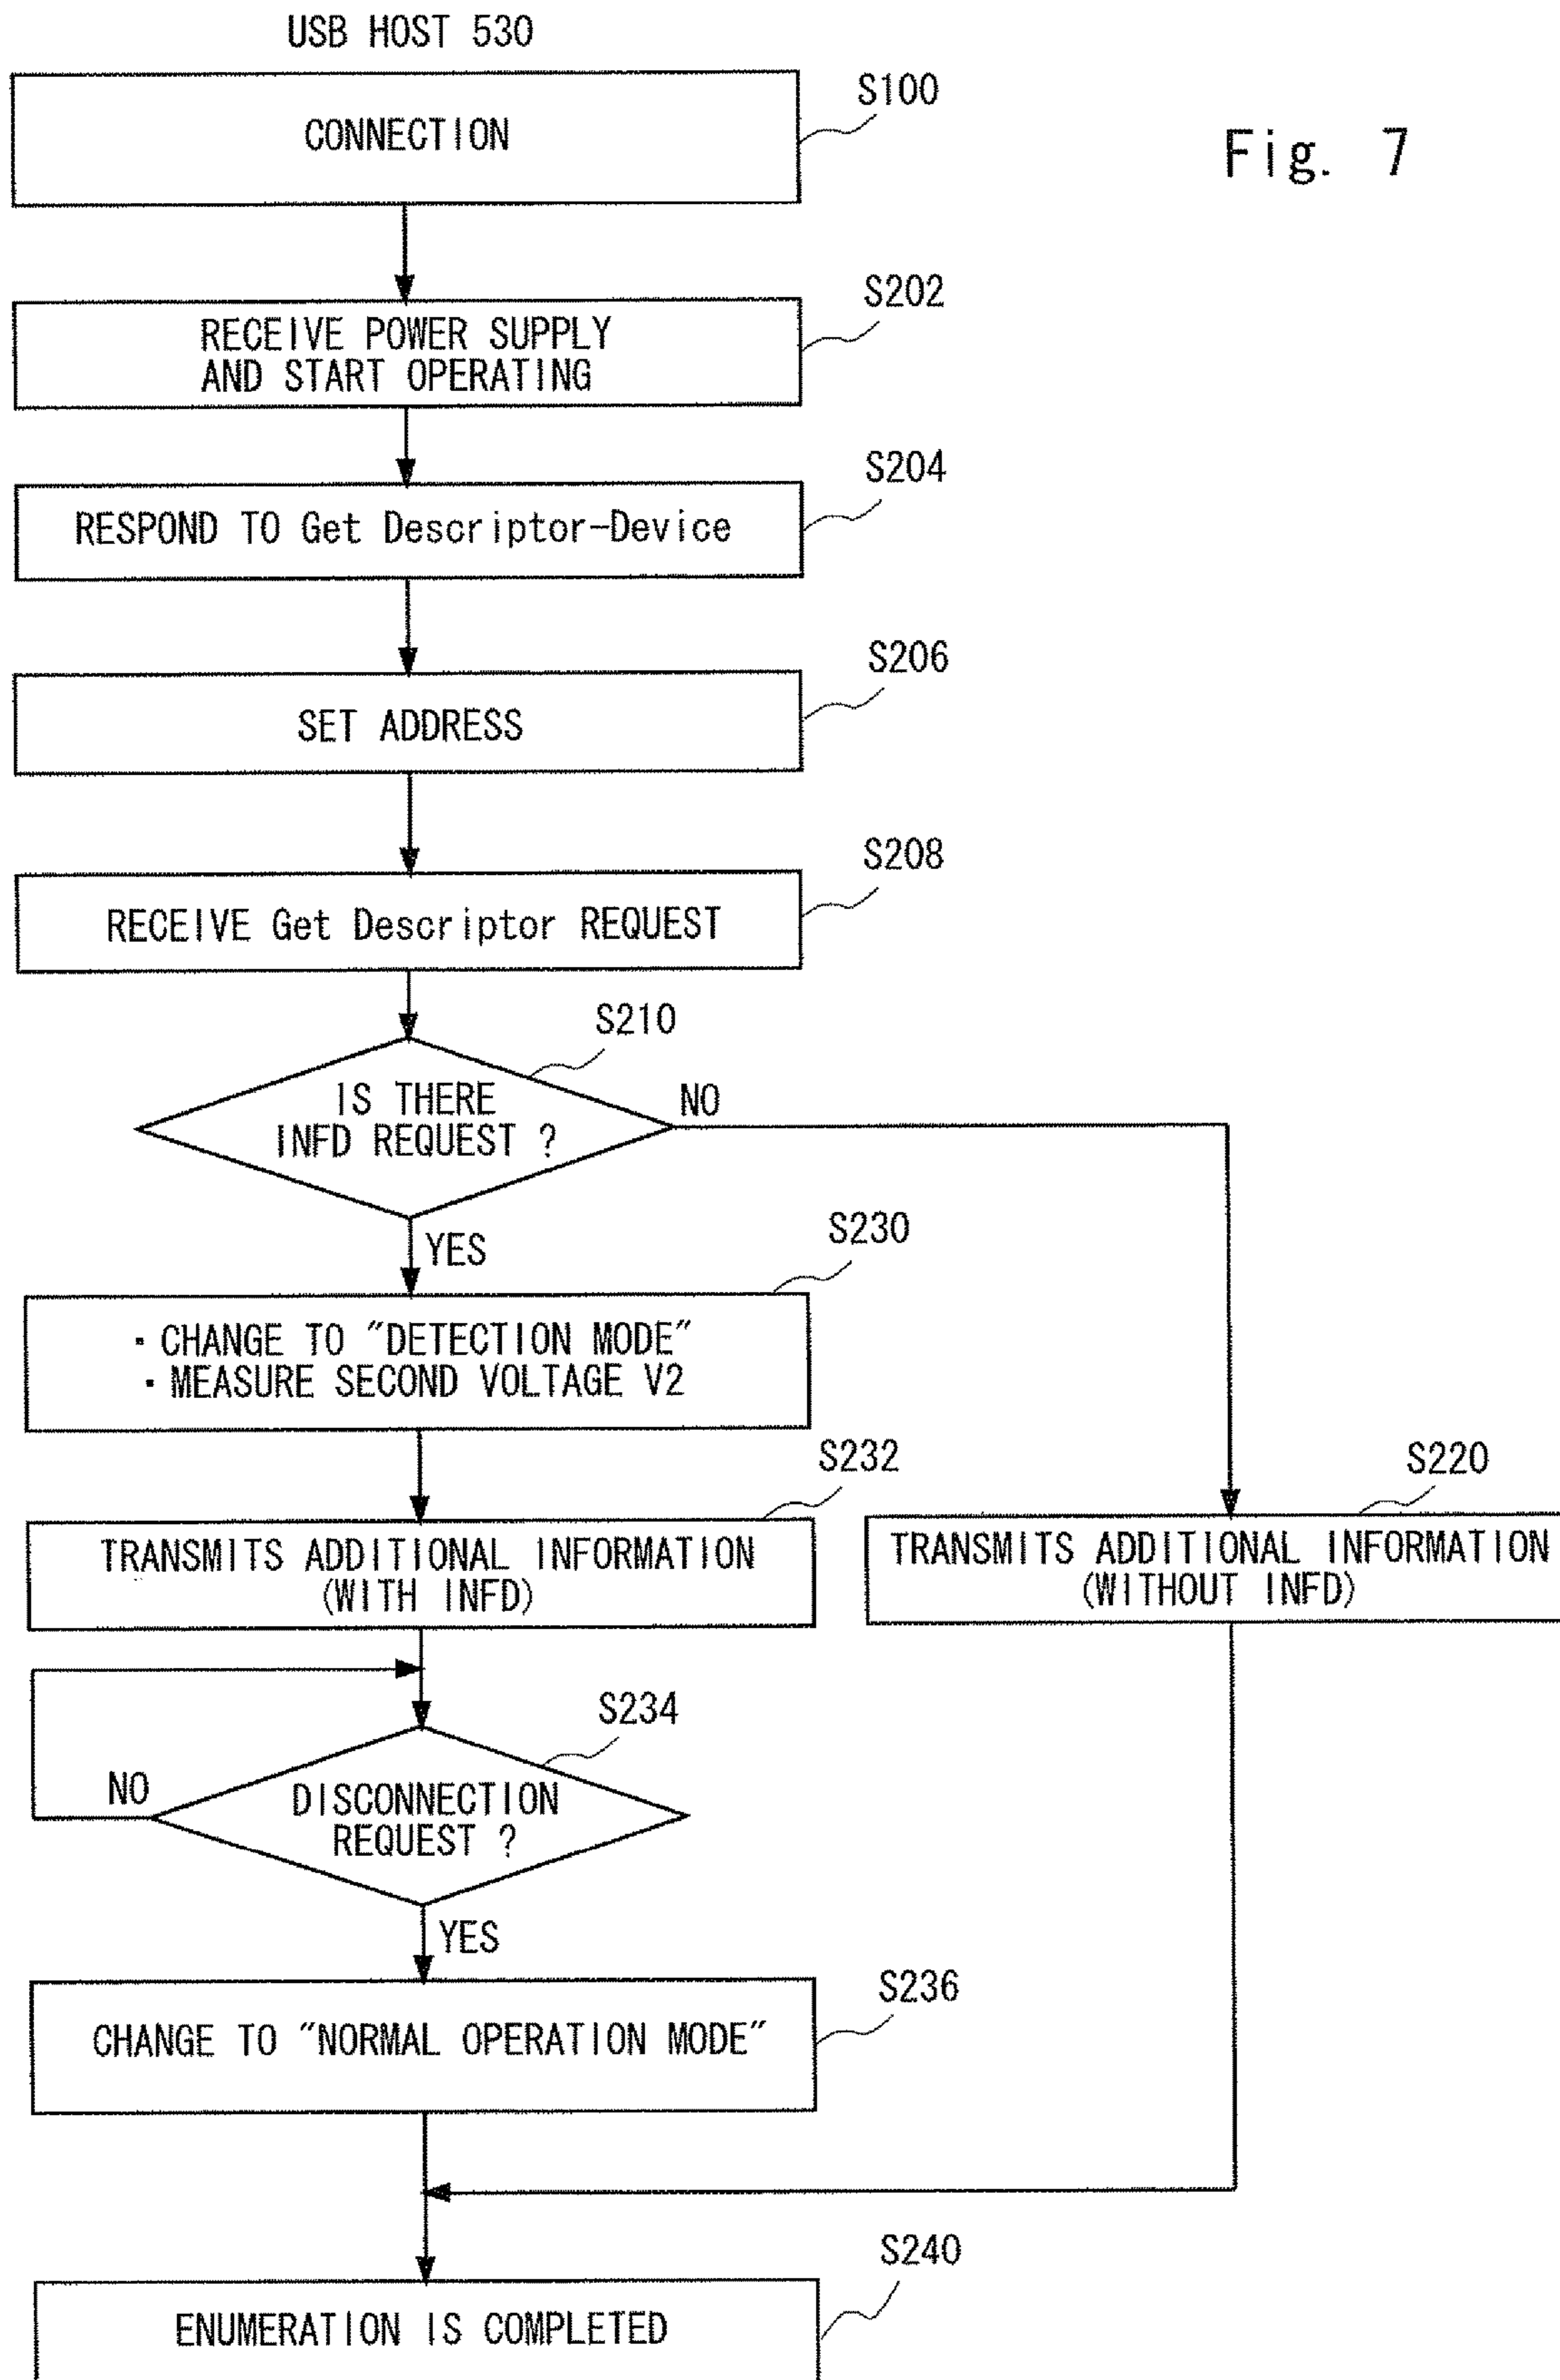 USB HOST 530
CONNECTION
S100
Fig. 7
RECEIVE POWER SUPPLY
AND START OPERATING
S202
RESPOND TO Get Descriptor-Device
S204
SET ADDRESS
S206
RECEIVE Get Descriptor REQUEST
S208
S210
IS THERE
INFD REQUEST ?
NO
YES
S230
・CHANGE TO "DETECTION MODE"
・MEASURE SECOND VOLTAGE V2
S232
TRANSMITS ADDITIONAL INFORMATION
(WITH INFD)
S220
TRANSMITS ADDITIONAL INFORMATION
(WITHOUT INFD)
S234
DISCONNECTION
REQUEST ?
NO
YES
S236
CHANGE TO "NORMAL OPERATION MODE"
S240
ENUMERATION IS COMPLETED